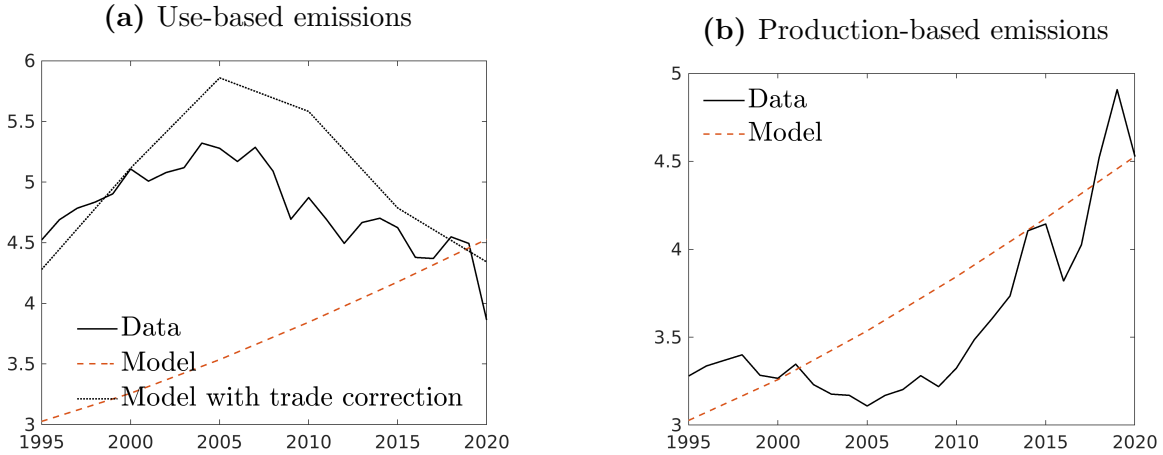 (a) Use-based emissions
6
5.5
5
4.5
4
3.5
3
Data
Model
Model with trade correction
1995 2000 2005 2010 2015 2020
(b) Production-based emissions
5
4.5
4
3.5
3
Data
Model
1995 2000 2005 2010 2015 2020